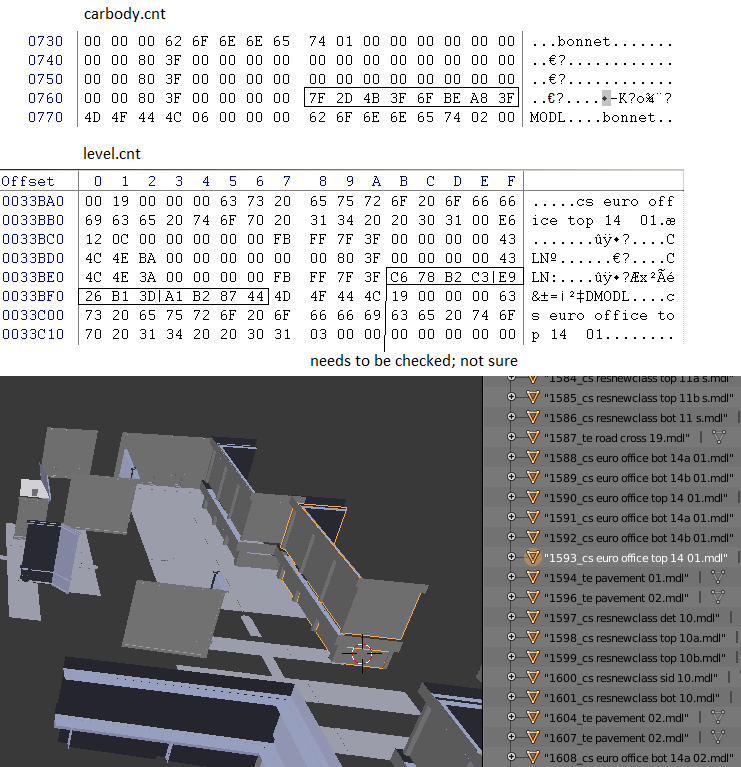 carbody.cnt
0730 00 00 00 62 6F 6E 6E 65 74 01 00 00 00 00 00 00 ...bonnet.......
0740 00 00 80 3F 00 00 00 00 00 00 00 00 00 00 00 00 ..€?............
0750 00 00 80 3F 00 00 00 00 00 00 00 00 00 00 00 00 ..€?............
0760 00 00 80 3F 00 00 00 00 7F 2D 4B 3F 6F BE A8 3F ..€?....•-K?o¾¨?
0770 4D 4F 44 4C 06 00 00 00 62 6F 6E 6E 65 74 02 00 MODL....bonnet..
level.cnt
Offset 0 1 2 3 4 5 6 7 8 9 A B C D E F
0033BA0 00 19 00 00 00 63 73 20 65 75 72 6F 20 6F 66 66 .....cs euro off
0033BB0 69 63 65 20 74 6F 70 20 31 34 20 20 30 31 00 E6 ice top 14  01.æ
0033BC0 12 0C 00 00 00 00 00 FB FF 7F 3F 00 00 00 00 43 .......ûÿ•?....C
0033BD0 4C 4E BA 00 00 00 00 00 00 80 3F 00 00 00 00 43 LNº......€?....C
0033BE0 4C 4E 3A 00 00 00 00 FB FF 7F 3F C6 78 B2 C3 E9 LN:....ûÿ•?Æx²Ãé
0033BF0 26 B1 3D A1 B2 87 44 4D 4F 44 4C 19 00 00 00 63 &±=¡²‡DMODL....c
0033C00 73 20 65 75 72 6F 20 6F 66 66 69 63 65 20 74 6F s euro office to
0033C10 70 20 31 34 20 20 30 31 03 00 00 00 00 00 00 00 p 14  01........
needs to be checked; not sure
"1584_cs resnewclass top 11a s.mdl"
"1585_cs resnewclass top 11b s.mdl"
"1586_cs resnewclass bot 11 s.mdl"
"1587_te road cross 19.mdl"
"1588_cs euro office bot 14a 01.mdl"
"1589_cs euro office bot 14b 01.mdl"
"1590_cs euro office top 14 01.mdl"
"1591_cs euro office bot 14a 01.mdl"
"1592_cs euro office bot 14b 01.mdl"
"1593_cs euro office top 14 01.mdl"
"1594_te pavement 01.mdl"
"1596_te pavement 02.mdl"
"1597_cs resnewclass det 10.mdl"
"1598_cs resnewclass top 10a.mdl"
"1599_cs resnewclass top 10b.mdl"
"1600_cs resnewclass sid 10.mdl"
"1601_cs resnewclass bot 10.mdl"
"1604_te pavement 02.mdl"
"1607_te pavement 02.mdl"
"1608_cs euro office bot 14a 02.mdl"